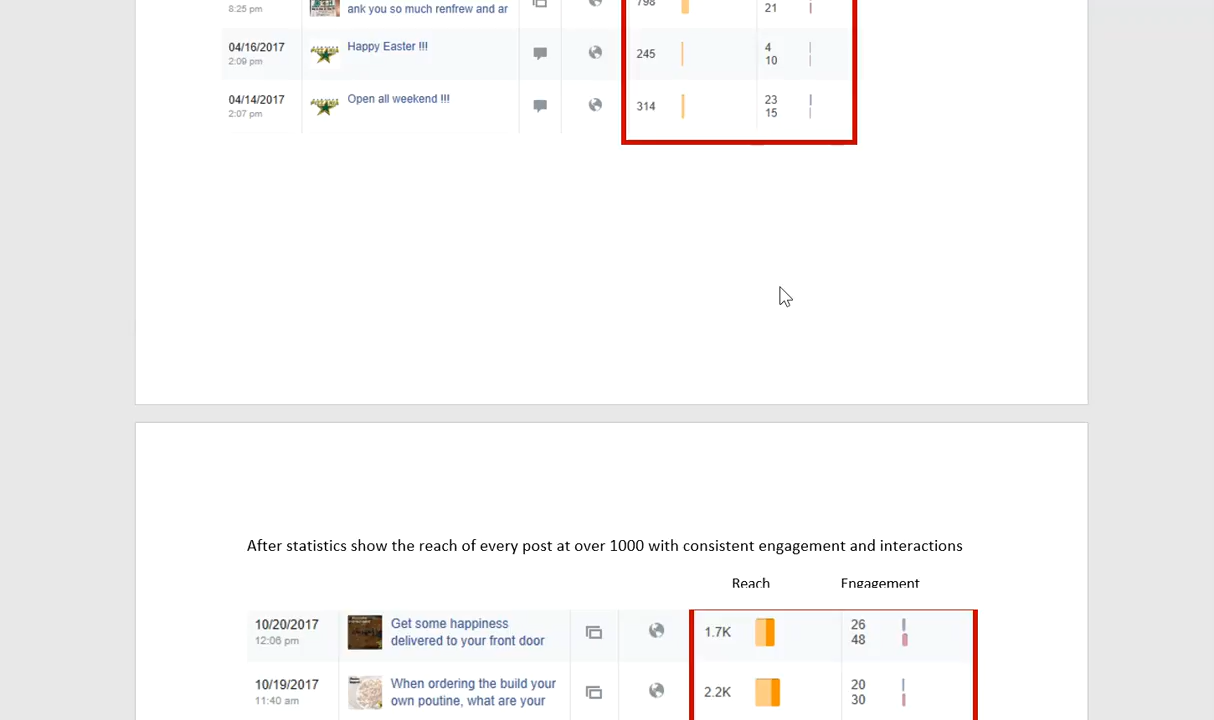 8:25 pm ank you so much renfrew and ar 798 21
04/16/2017 Happy Easter !!! 245 4
2:09 pm 10
04/14/2017 Open all weekend !!! 314 23
2:07 pm 15
After statistics show the reach of every post at over 1000 with consistent engagement and interactions
Reach Engagement
10/20/2017 Get some happiness 1.7K 26
12:06 pm delivered to your front door 48
10/19/2017 When ordering the build your 2.2K 20
11:40 am own poutine, what are your 30